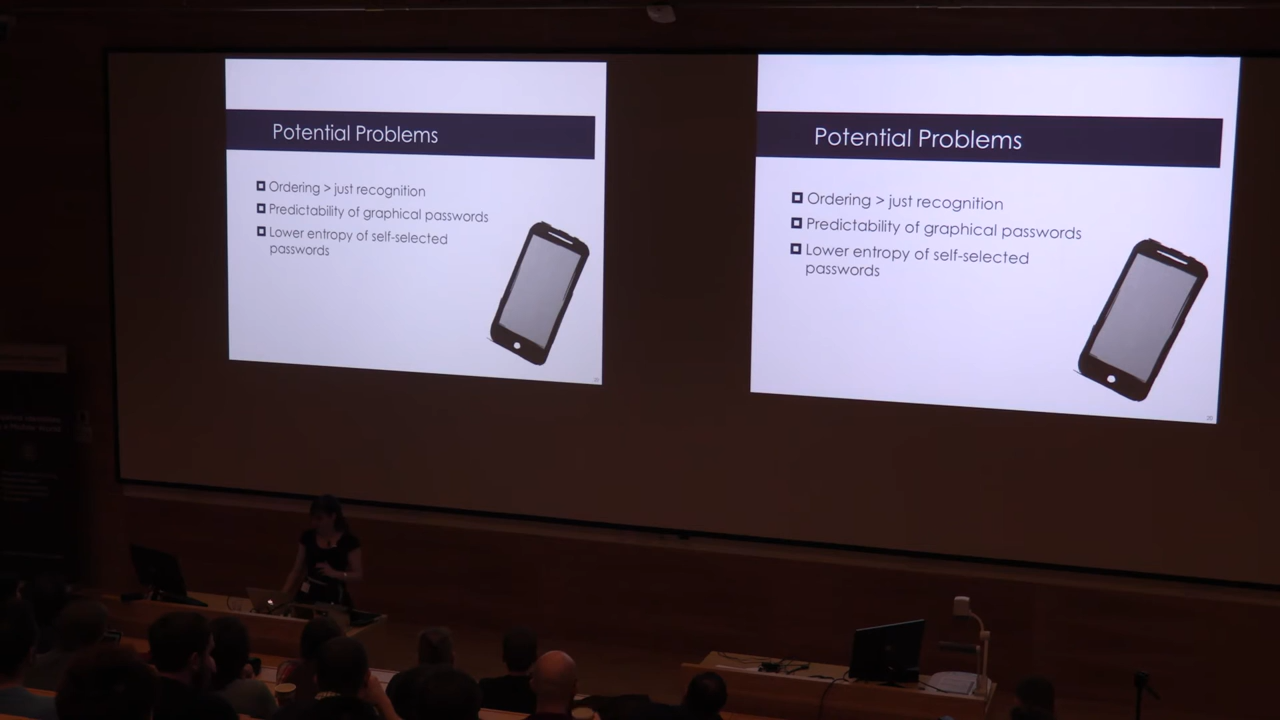 Potential Problems
Ordering > just recognition
Predictability of graphical passwords
Lower entropy of self-selected
passwords
Potential Problems
Ordering > just recognition
Predictability of graphical passwords
Lower entropy of self-selected
passwords